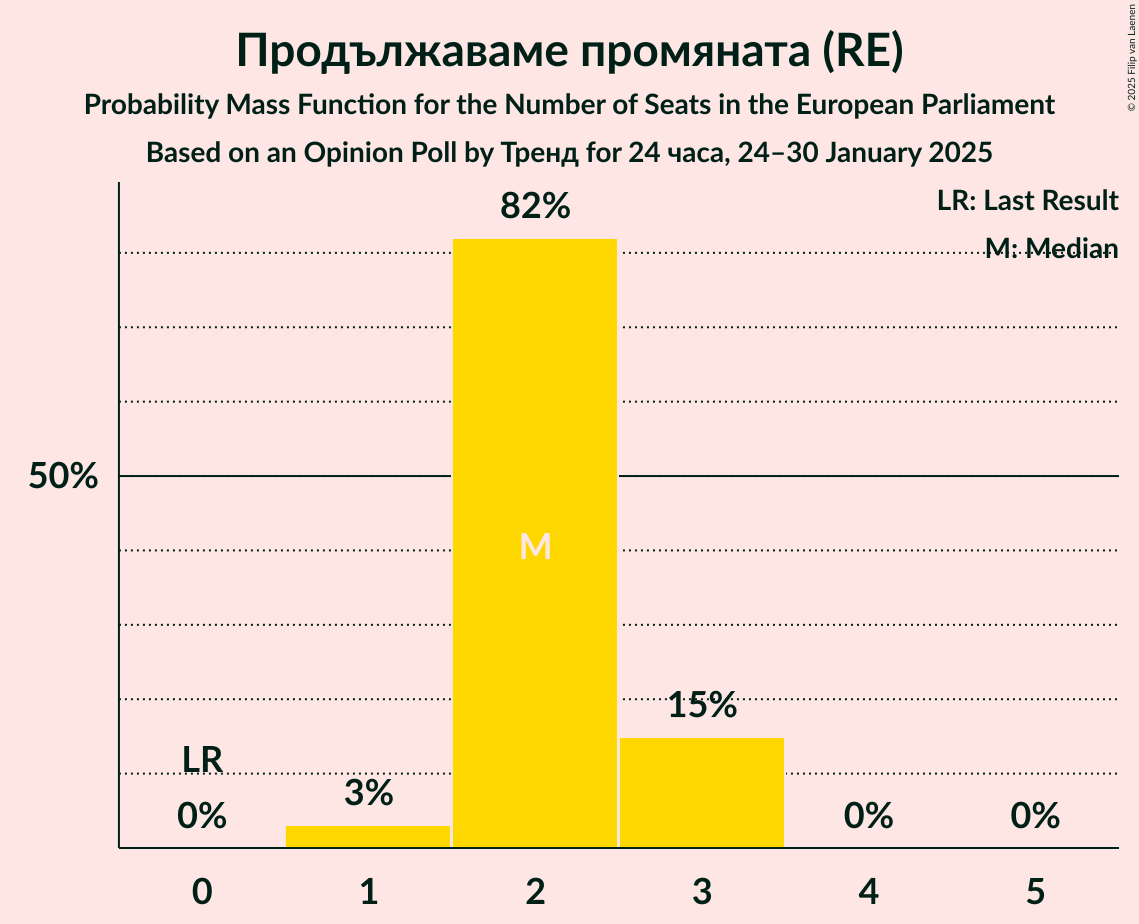 Продължаваме промяната (RE)
Probability Mass Function for the Number of Seats in the European Parliament
Based on an Opinion Poll by Тренд for 24 часа, 24–30 January 2025
© 2025 Filip van Laenen
LR: Last Result
M: Median
82%
50%
M
15%
LR
3%
0%
0%
0%
0
1
2
3
4
5